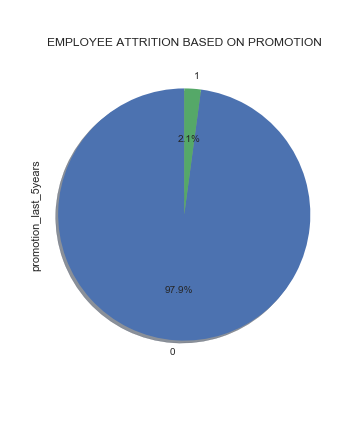 EMPLOYEE ATTRITION BASED ON PROMOTION
1
2.1%
promotion_last_5years
97.9%
0